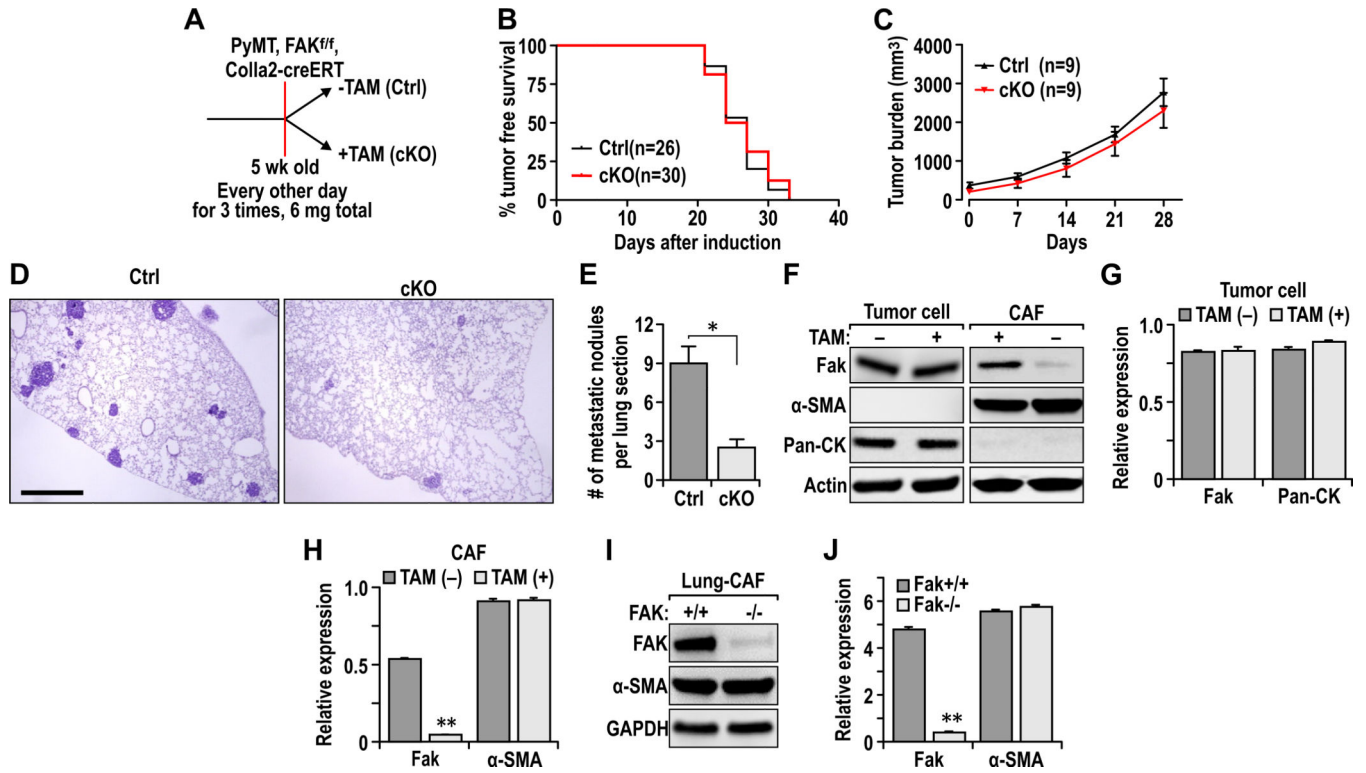 A
PyMT, FAKf/f,
Colla2-creERT
-TAM (Ctrl)
+TAM (cKO)
5 wk old
Every other day
for 3 times, 6 mg total
B
% tumor free survival
100
75
50
25
0
Ctrl(n=26)
cKO(n=30)
0 10 20 30 40
Days after induction
C
Tumor burden (mm3)
4000
3000
2000
1000
0
Ctrl (n=9)
cKO (n=9)
0 7 14 21 28
Days
D
Ctrl cKO
E
# of metastatic nodules
per lung section
12
9
6
3
0
*
Ctrl cKO
F
Tumor cell CAF
TAM: – + + –
Fak
α-SMA
Pan-CK
Actin
G
Tumor cell
TAM (–) TAM (+)
Relative expression
1.0
0.5
0
Fak Pan-CK
H
CAF
TAM (–) TAM (+)
Relative expression
1.0
0.5
0
**
Fak α-SMA
I
Lung-CAF
FAK: +/+ -/-
FAK
α-SMA
GAPDH
J
Fak+/+
Fak-/-
Relative expression
6
4
2
0
**
Fak α-SMA